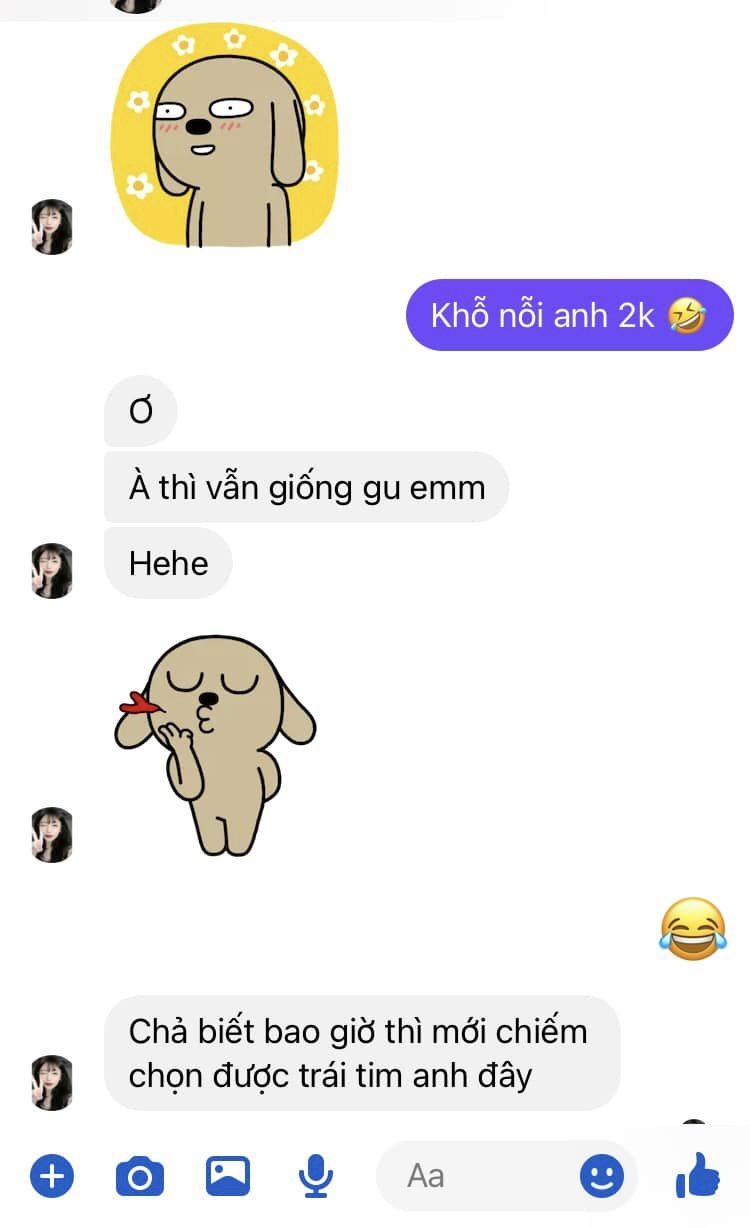 Khỗ nỗi anh 2k 🤣
Ơ
À thì vẫn giống gu emm
Hehe
😂
Chả biết bao giờ thì mới chiếm
chọn được trái tim anh đây
Aa